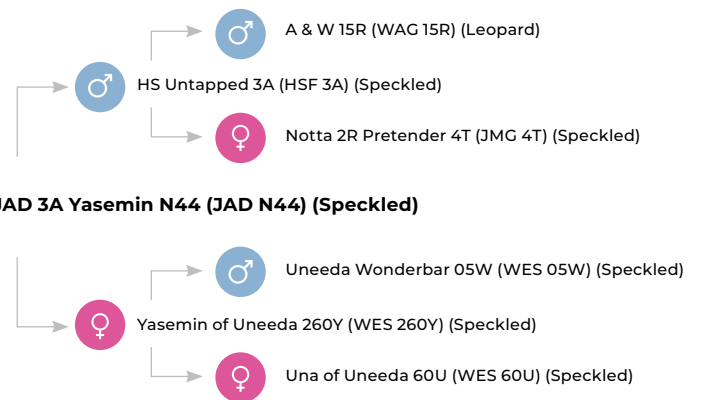 A & W 15R (WAG 15R) (Leopard)
HS Untapped 3A (HSF 3A) (Speckled)
Notta 2R Pretender 4T (JMG 4T) (Speckled)
JAD 3A Yasemin N44 (JAD N44) (Speckled)
Uneeda Wonderbar 05W (WES 05W) (Speckled)
Yasemin of Uneeda 260Y (WES 260Y) (Speckled)
Una of Uneeda 60U (WES 60U) (Speckled)